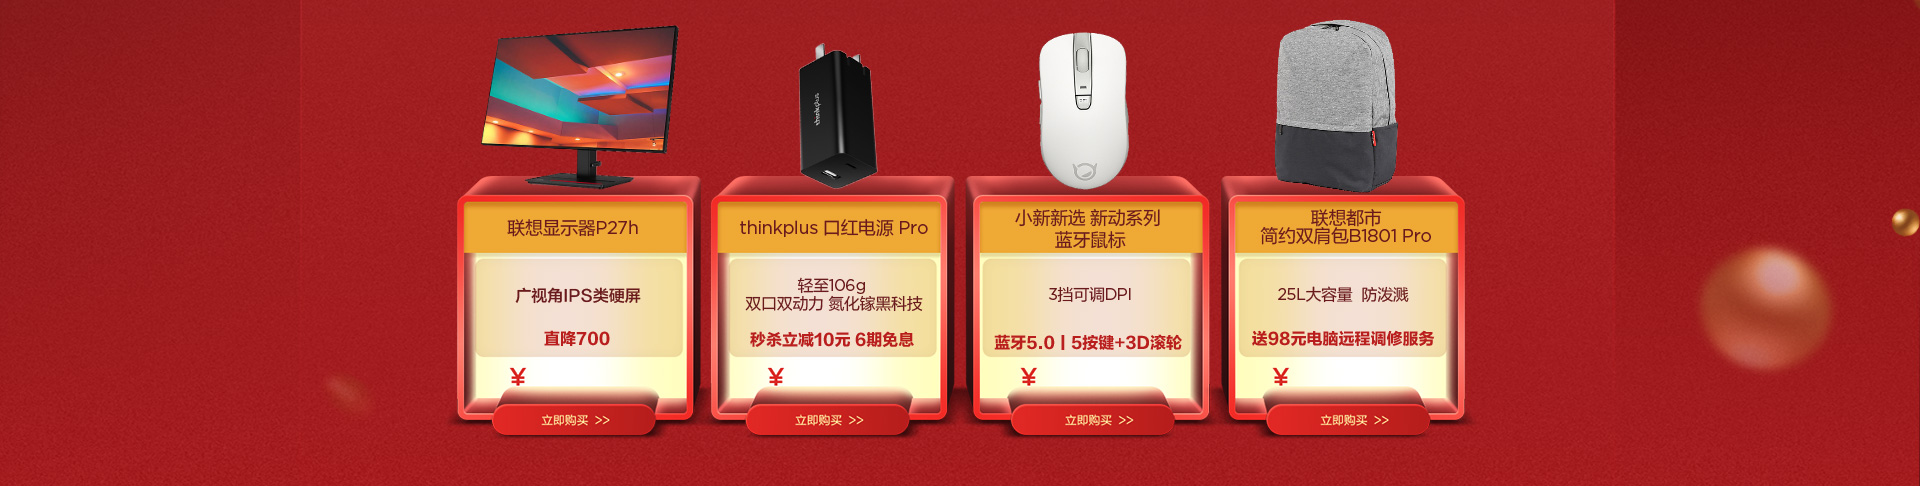 thinkplus
联想显示器P27h
广视角IPS类硬屏
直降700
¥
立即购买 >>
thinkplus 口红电源 Pro
轻至106g
双口双动力 氮化镓黑科技
秒杀立减10元 6期免息
¥
立即购买 >>
小新新选 新动系列
蓝牙鼠标
3挡可调DPI
蓝牙5.0丨5按键+3D滚轮
¥
立即购买 >>
联想都市
简约双肩包B1801 Pro
25L大容量 防泼溅
送98元电脑远程调修服务
¥
立即购买 >>